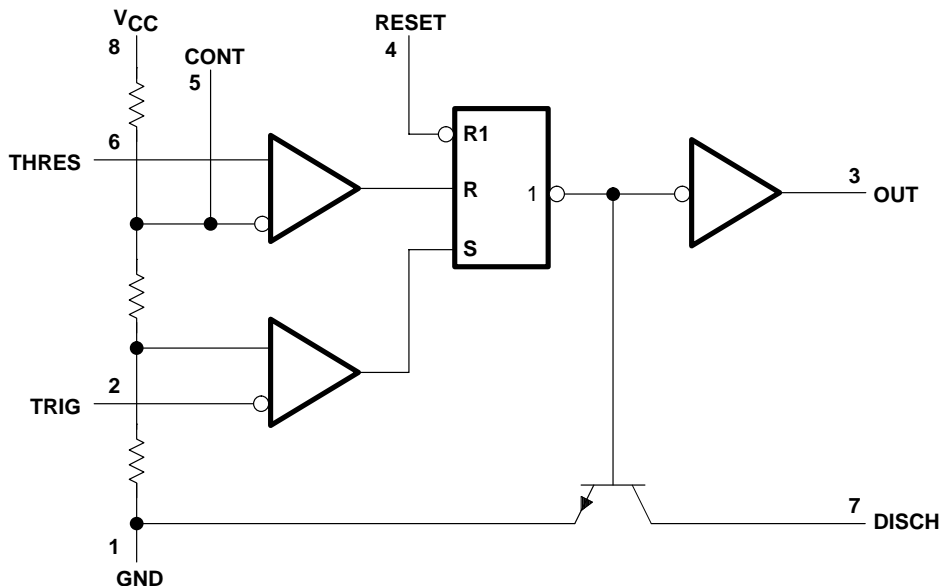 VCC
8
CONT
5
RESET
4
6
THRES
R1
R
1
S
3
OUT
2
TRIG
7
DISCH
1
GND